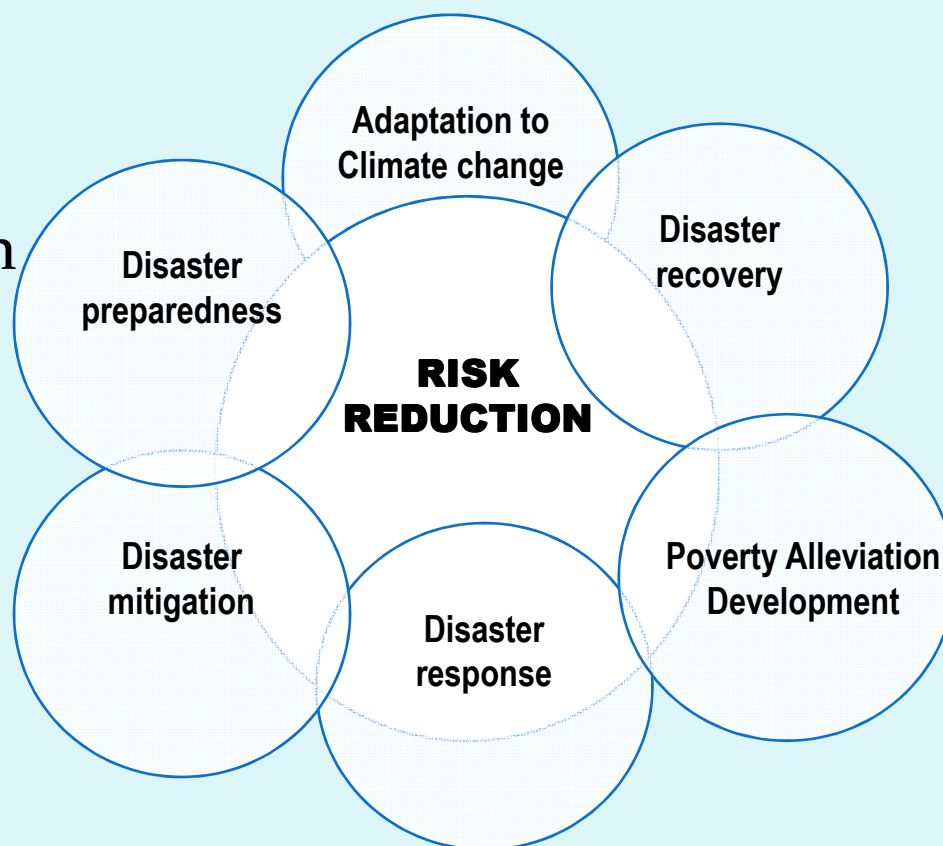 Adaptation to
Climate change
Disaster
recovery
n
Disaster
preparedness
RISK
REDUCTION
Disaster
mitigation
Poverty Alleviation
Development
Disaster
response